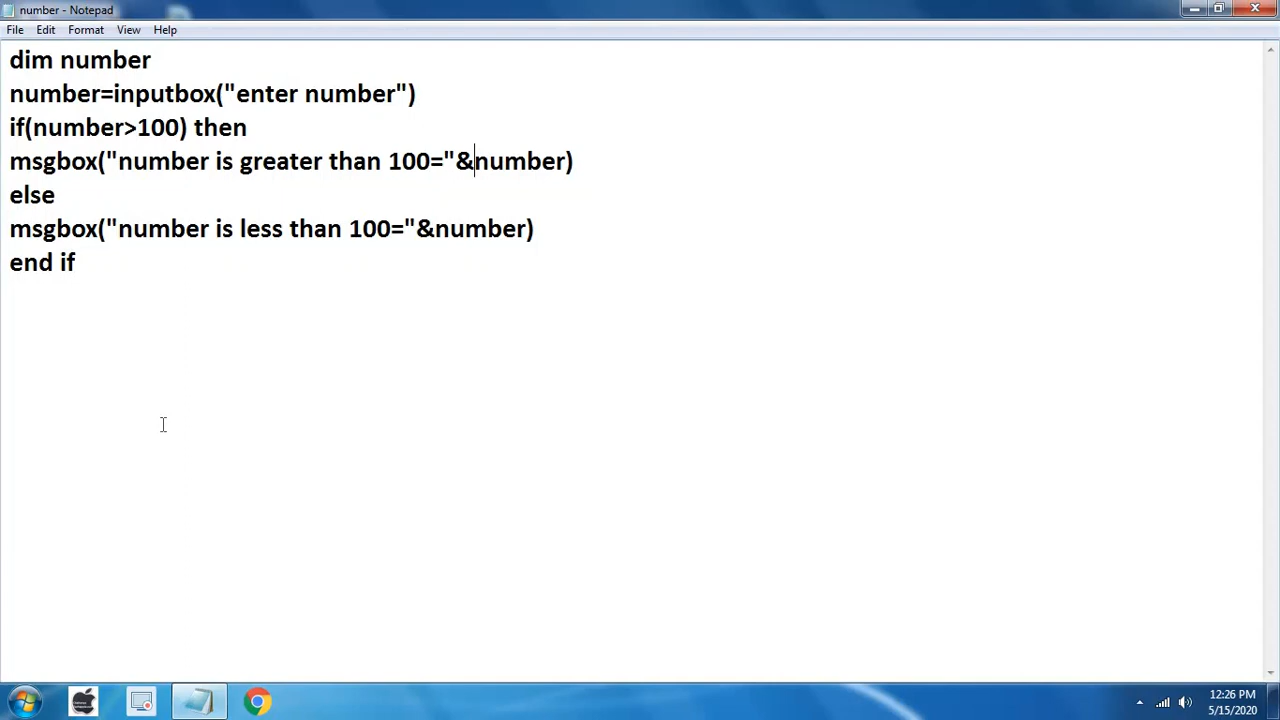 number - Notepad
File Edit Format View Help
dim number
number=inputbox("enter number")
if(number>100) then
msgbox("number is greater than 100="&number)
else
msgbox("number is less than 100="&number)
end if
12:26 PM
5/15/2020